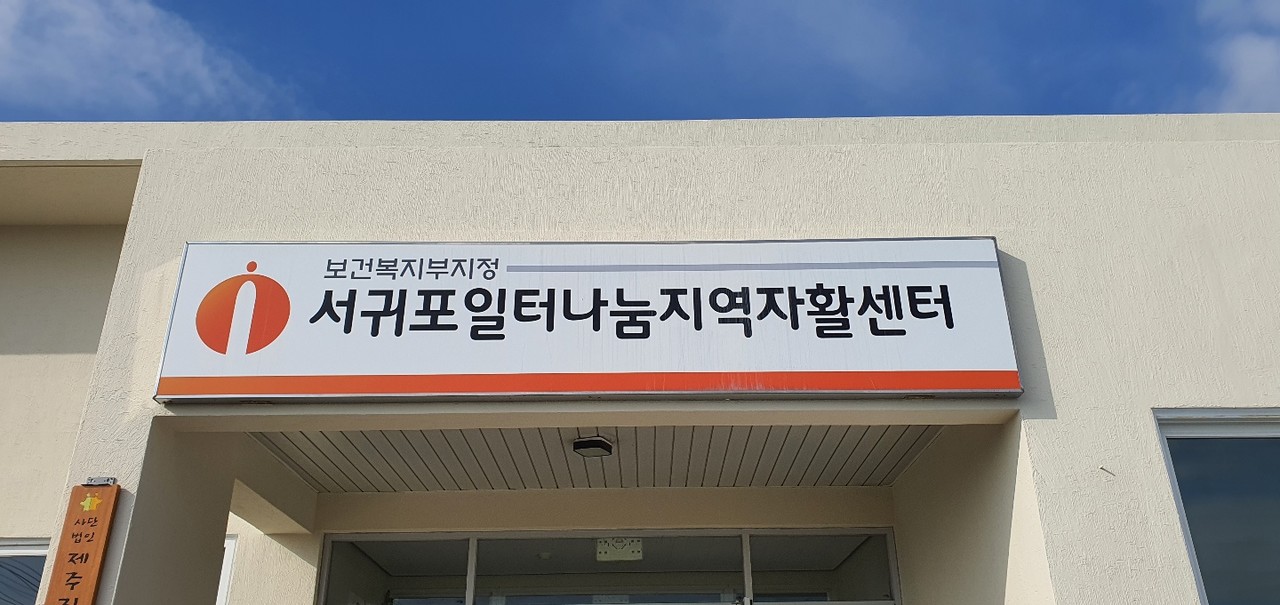 보건복지부지정
서귀포일터나눔지역자활센터
사단
법인
제주